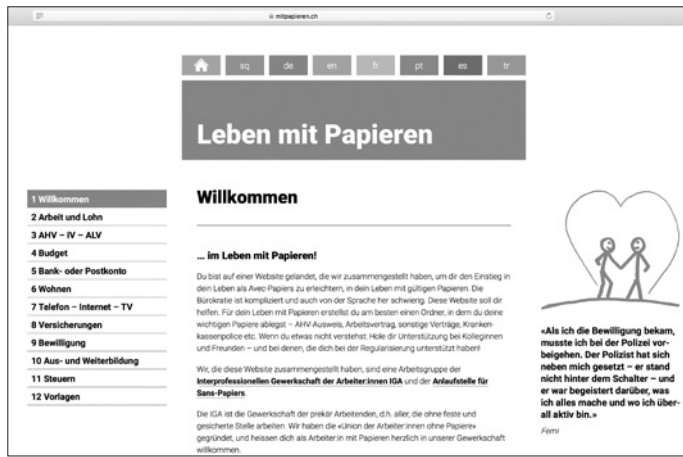 mitpapieren.ch
sq de en fr pt es tr
Leben mit Papieren
1 Willkommen
2 Arbeit und Lohn
3 AHV – IV – ALV
4 Budget
5 Bank- oder Postkonto
6 Wohnen
7 Telefon – Internet – TV
8 Versicherungen
9 Bewilligung
10 Aus- und Weiterbildung
11 Steuern
12 Vorlagen
Willkommen
... im Leben mit Papieren!
Du bist auf einer Website gelandet, die wir zusammengestellt haben, um dir den Einstieg in
dein Leben als Avec-Papiers zu erleichtern, in dein Leben mit gültigen Papieren. Die
Bürokratie ist kompliziert und auch von der Sprache her schwierig. Diese Website soll dir
helfen. Für dein Leben mit Papieren erstellst du am besten einen Ordner, in dem du deine
wichtigen Papiere ablegst – AHV-Ausweis, Arbeitsvertrag, sonstige Verträge, Kranken-
kassenpolice etc. Wenn du etwas nicht verstehst: Hole dir Unterstützung bei Kolleginnen
und Freunden – und bei denen, die dich bei der Regularisierung unterstützt haben!
Wir, die diese Website zusammengestellt haben, sind eine Arbeitsgruppe der
Interprofessionellen Gewerkschaft der Arbeiter:innen IGA und der Anlaufstelle für
Sans-Papiers.
Die IGA ist die Gewerkschaft der prekär Arbeitenden, d.h. aller, die ohne feste und
gesicherte Stelle arbeiten. Wir haben die «Union der Arbeiter:innen ohne Papiere»
gegründet, und heissen dich als Arbeiter:in mit Papieren herzlich in unserer Gewerkschaft
willkommen.
«Als ich die Bewilligung bekam,
musste ich bei der Polizei vor-
beigehen. Der Polizist hat sich
neben mich gesetzt – er stand
nicht hinter dem Schalter – und
er war begeistert darüber, was
ich alles mache und wo ich über-
all aktiv bin.»
Femi